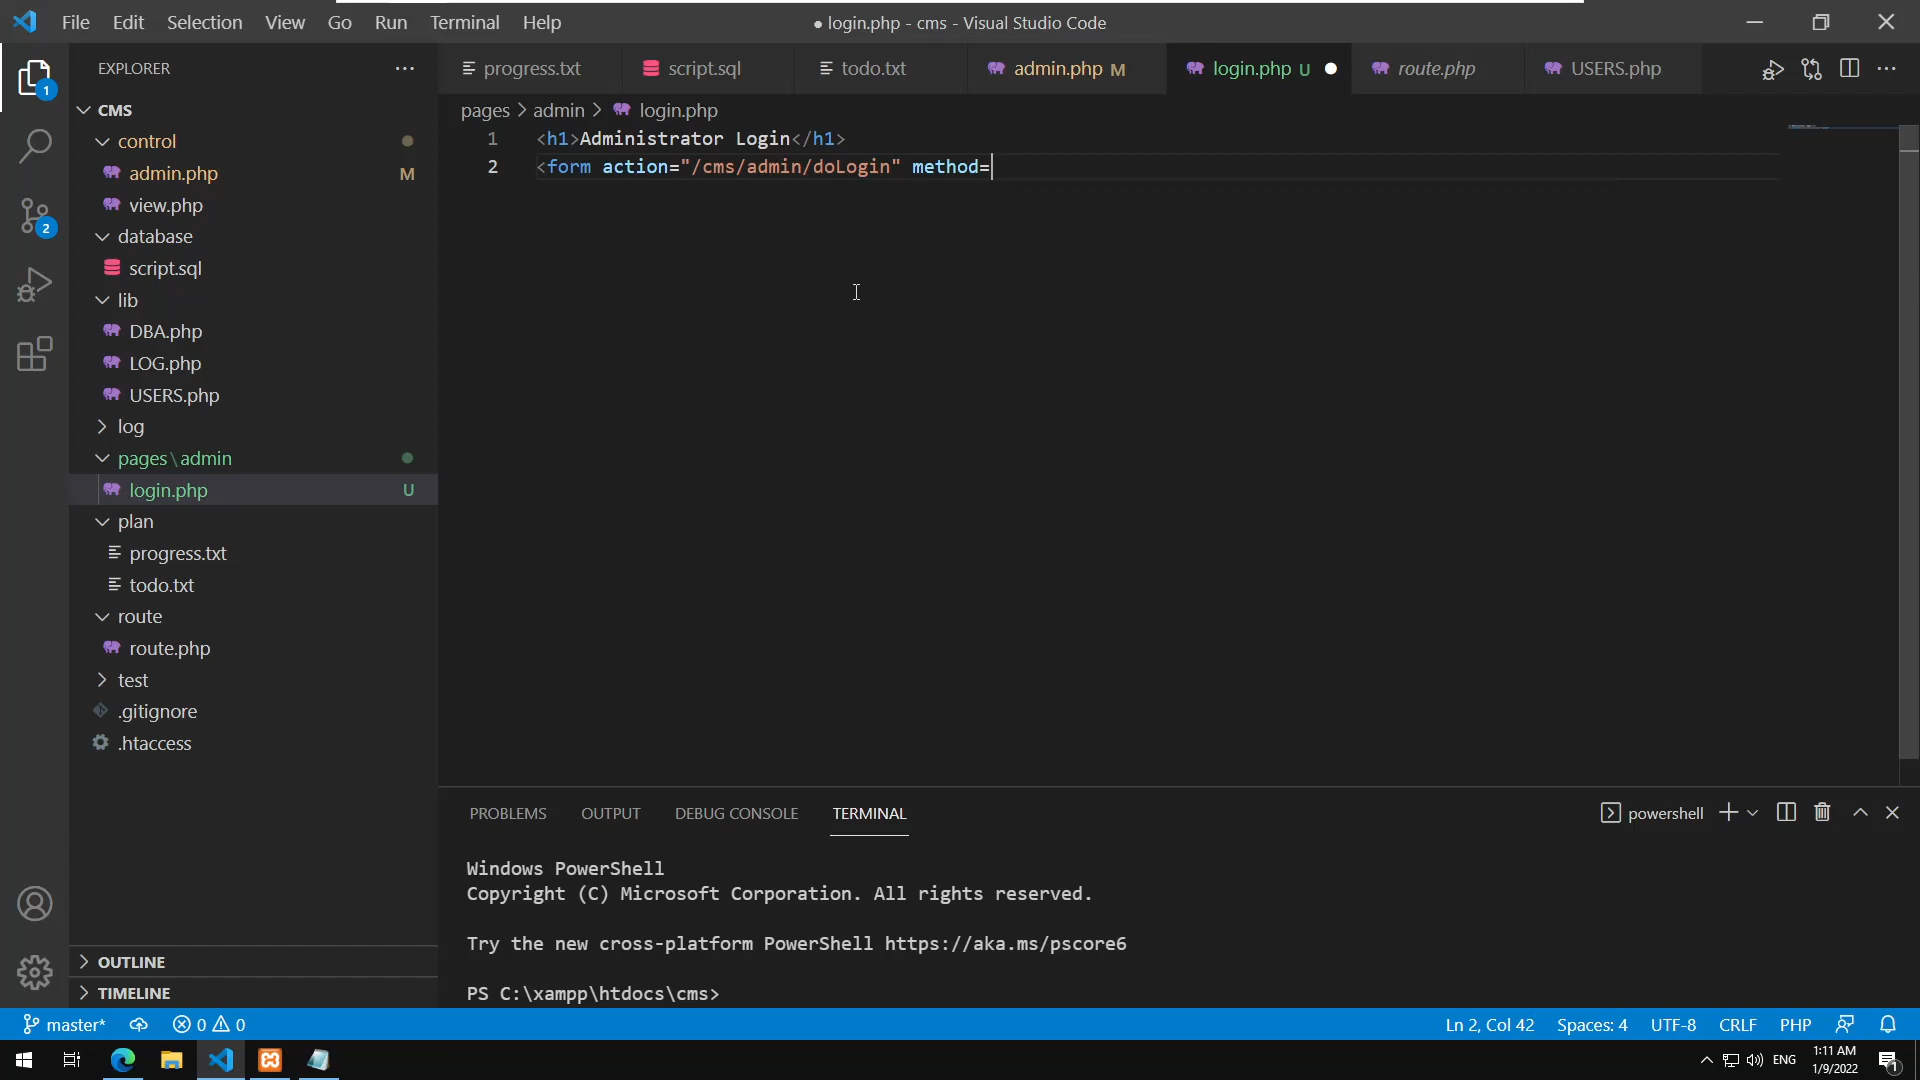 File Edit Selection View Go Run Terminal Help
● login.php - cms - Visual Studio Code
EXPLORER
progress.txt
script.sql
todo.txt
admin.php M
login.php U
route.php
USERS.php
pages > admin > login.php
1 <h1>Administrator Login</h1>
2 <form action="/cms/admin/doLogin" method=
1
2
CMS
control
admin.php M
view.php
database
script.sql
lib
DBA.php
LOG.php
USERS.php
log
pages\admin
login.php U
plan
progress.txt
todo.txt
route
route.php
test
.gitignore
.htaccess
OUTLINE
TIMELINE
PROBLEMS OUTPUT DEBUG CONSOLE TERMINAL
powershell
Windows PowerShell
Copyright (C) Microsoft Corporation. All rights reserved.
Try the new cross-platform PowerShell https://aka.ms/pscore6
PS C:\xampp\htdocs\cms>
master* 0 0
Ln 2, Col 42 Spaces: 4 UTF-8 CRLF PHP
ENG
1:11 AM
1/9/2022
1